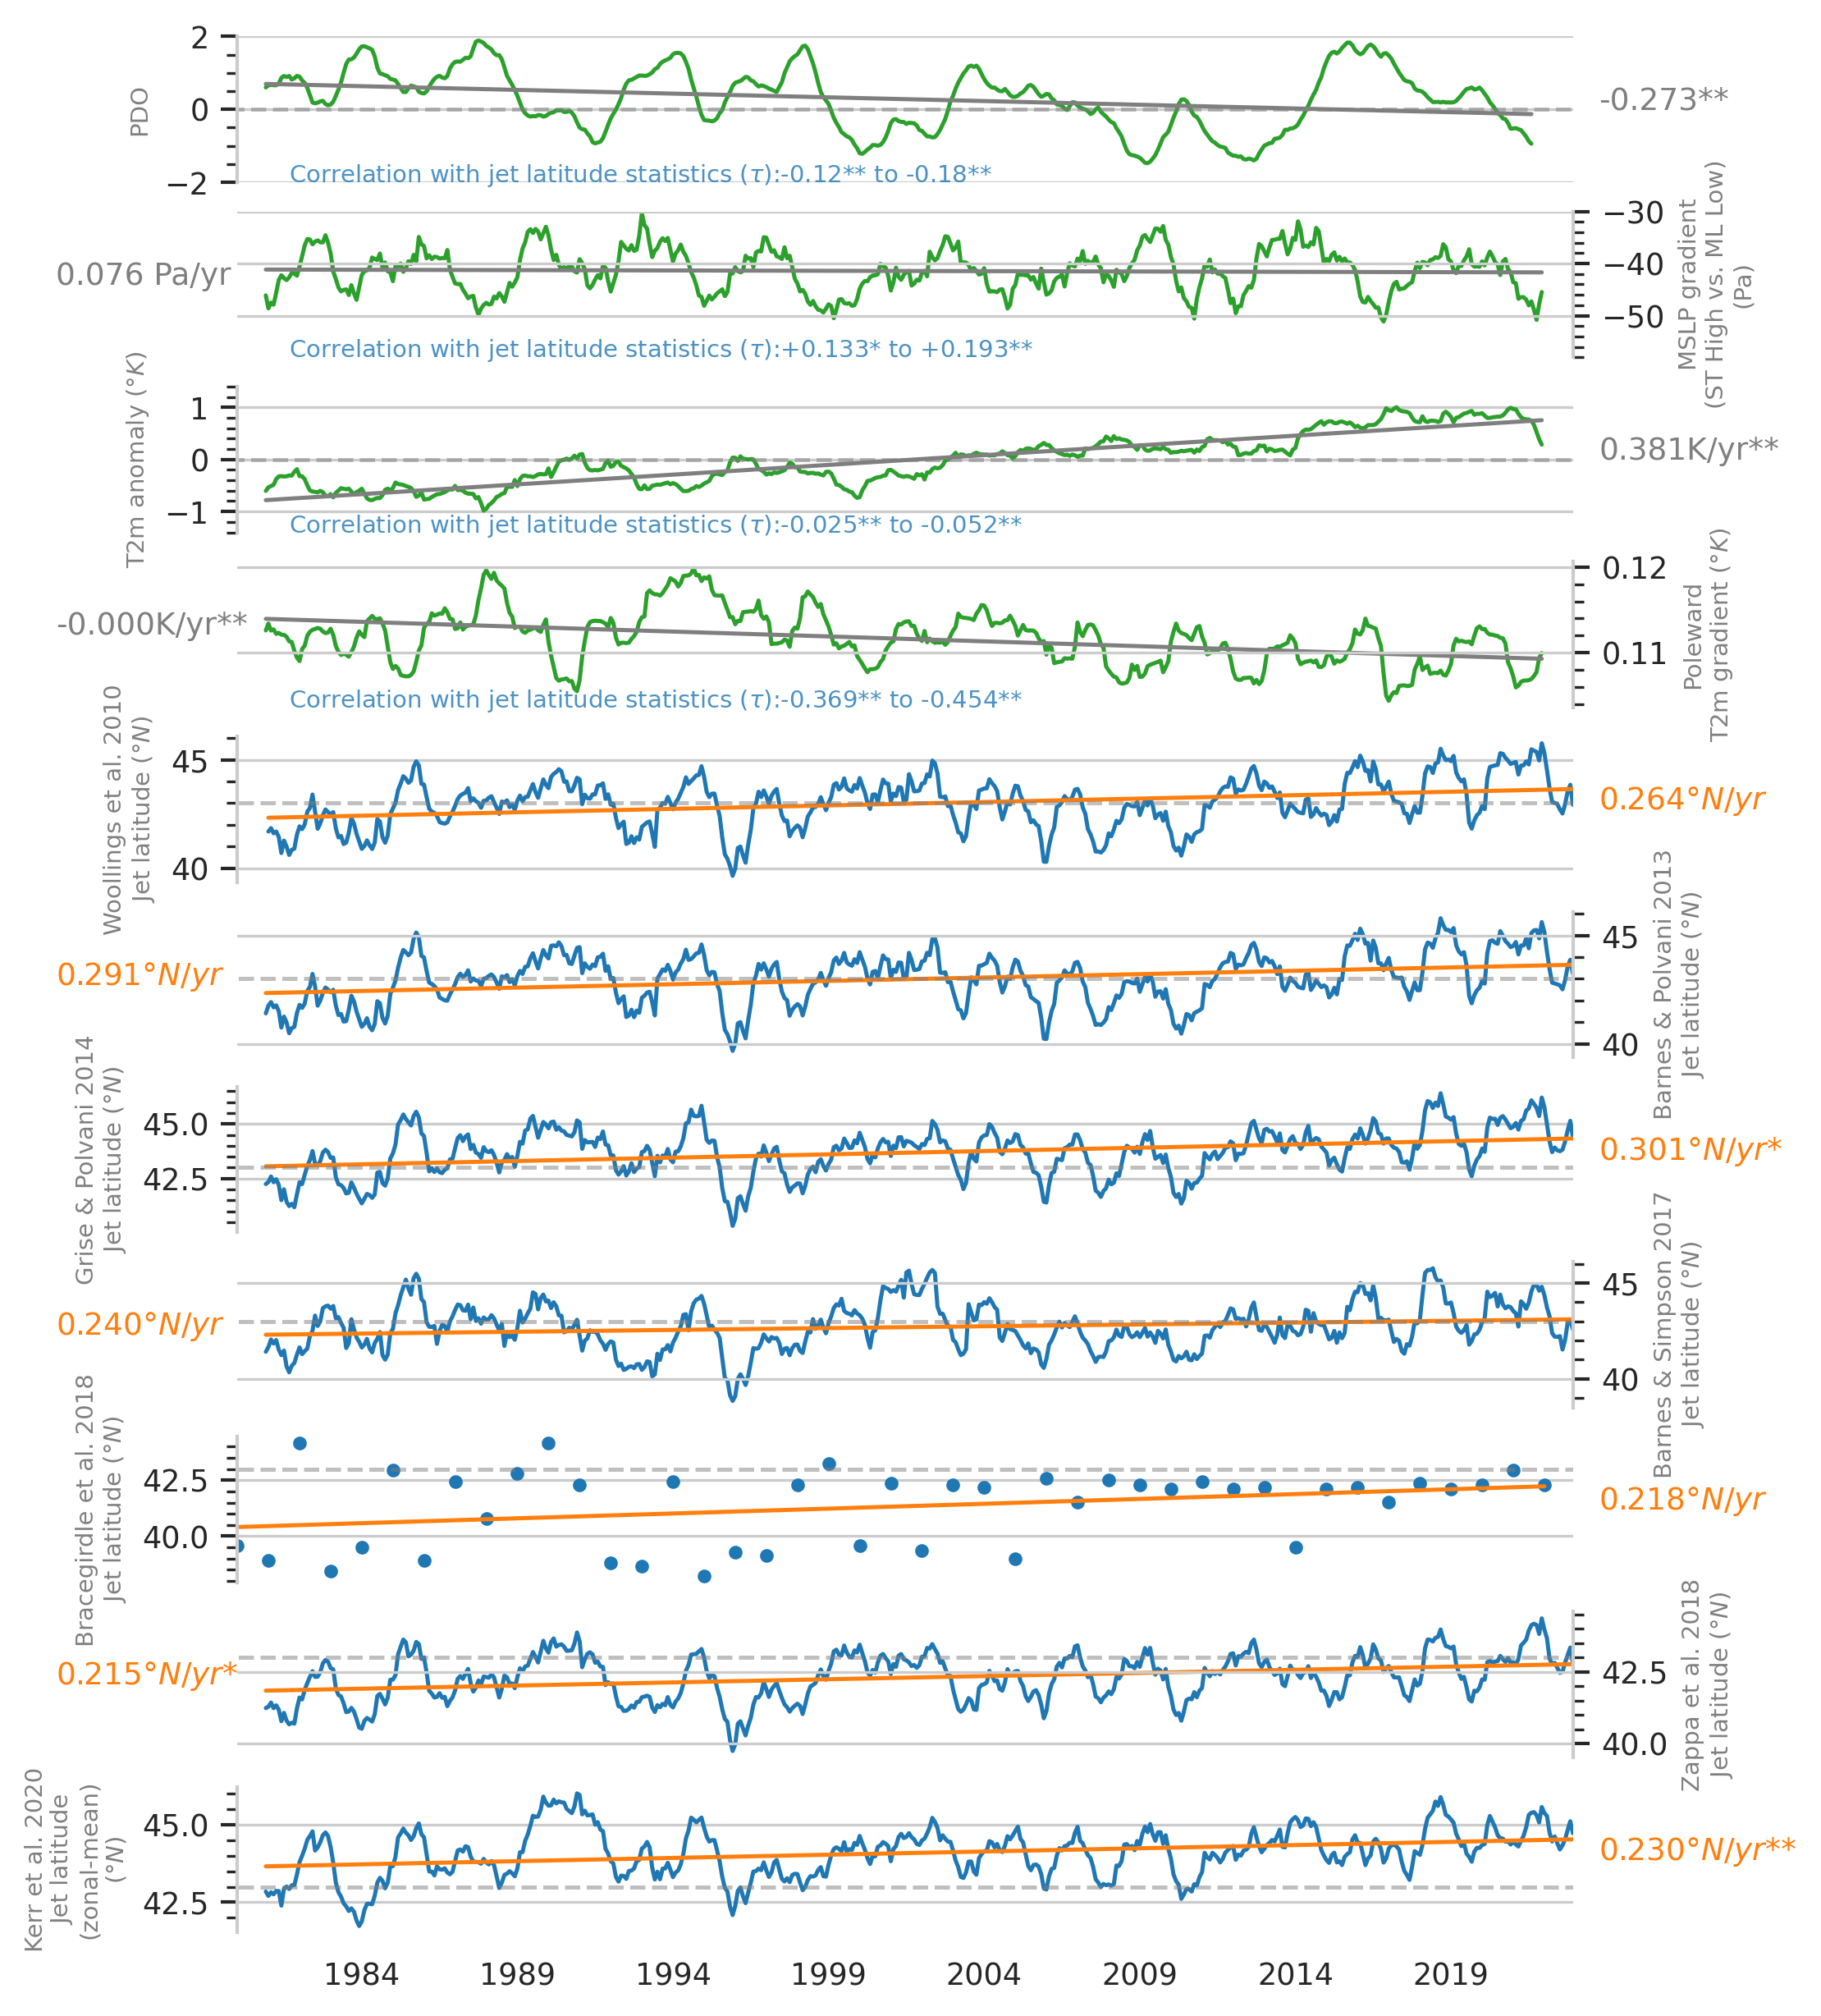 PDO
2
0
−2
-0.273**
Correlation with jet latitude statistics (τ):-0.12** to -0.18**
0.076 Pa/yr
−30
−40
−50
MSLP gradient
(ST High vs. ML Low)
(Pa)
Correlation with jet latitude statistics (τ):+0.133* to +0.193**
T2m anomaly (°K)
1
0
−1
0.381K/yr**
Correlation with jet latitude statistics (τ):-0.025** to -0.052**
-0.000K/yr**
0.12
0.11
Poleward
T2m gradient (°K)
Correlation with jet latitude statistics (τ):-0.369** to -0.454**
Woollings et al. 2010
Jet latitude (°N)
45
40
0.264°N/yr
0.291°N/yr
45
40
Barnes & Polvani 2013
Jet latitude (°N)
Grise & Polvani 2014
Jet latitude (°N)
45.0
42.5
0.301°N/yr*
0.240°N/yr
45
40
Barnes & Simpson 2017
Jet latitude (°N)
Bracegirdle et al. 2018
Jet latitude (°N)
42.5
40.0
0.218°N/yr
0.215°N/yr*
42.5
40.0
Zappa et al. 2018
Jet latitude (°N)
Kerr et al. 2020
Jet latitude
(zonal-mean)
(°N)
45.0
42.5
0.230°N/yr**
1984 1989 1994 1999 2004 2009 2014 2019